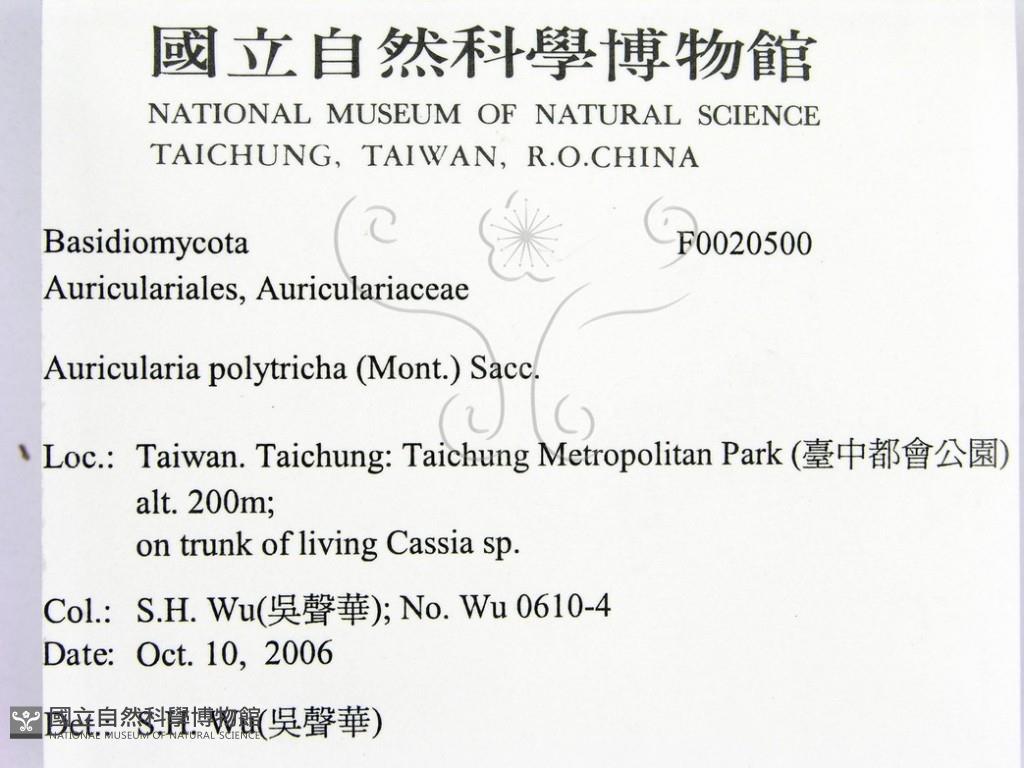 國立自然科學博物館
NATIONAL MUSEUM OF NATURAL SCIENCE
TAICHUNG, TAIWAN, R.O.CHINA
Basidiomycota F0020500
Auriculariales, Auriculariaceae
Auricularia polytricha (Mont.) Sacc.
Loc.: Taiwan. Taichung: Taichung Metropolitan Park (臺中都會公園)
alt. 200m;
on trunk of living Cassia sp.
Col.: S.H. Wu(吳聲華); No. Wu 0610-4
Date: Oct. 10, 2006
Det.: S.H. Wu(吳聲華)
國立自然科學博物館
NATIONAL MUSEUM OF NATURAL SCIENCE